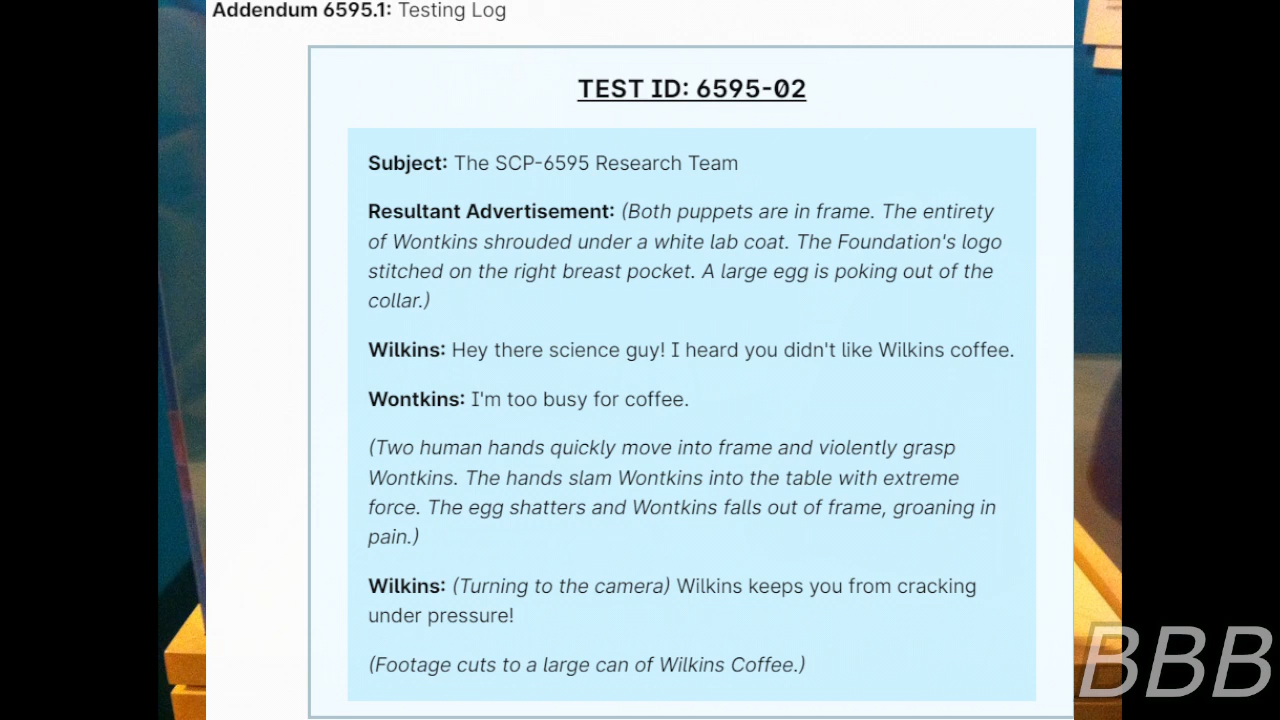 Addendum 6595.1: Testing Log
TEST ID: 6595-02
Subject: The SCP-6595 Research Team
Resultant Advertisement: (Both puppets are in frame. The entirety
of Wontkins shrouded under a white lab coat. The Foundation's logo
stitched on the right breast pocket. A large egg is poking out of the
collar.)
Wilkins: Hey there science guy! I heard you didn't like Wilkins coffee.
Wontkins: I'm too busy for coffee.
(Two human hands quickly move into frame and violently grasp
Wontkins. The hands slam Wontkins into the table with extreme
force. The egg shatters and Wontkins falls out of frame, groaning in
pain.)
Wilkins: (Turning to the camera) Wilkins keeps you from cracking
under pressure!
(Footage cuts to a large can of Wilkins Coffee.)
BBB